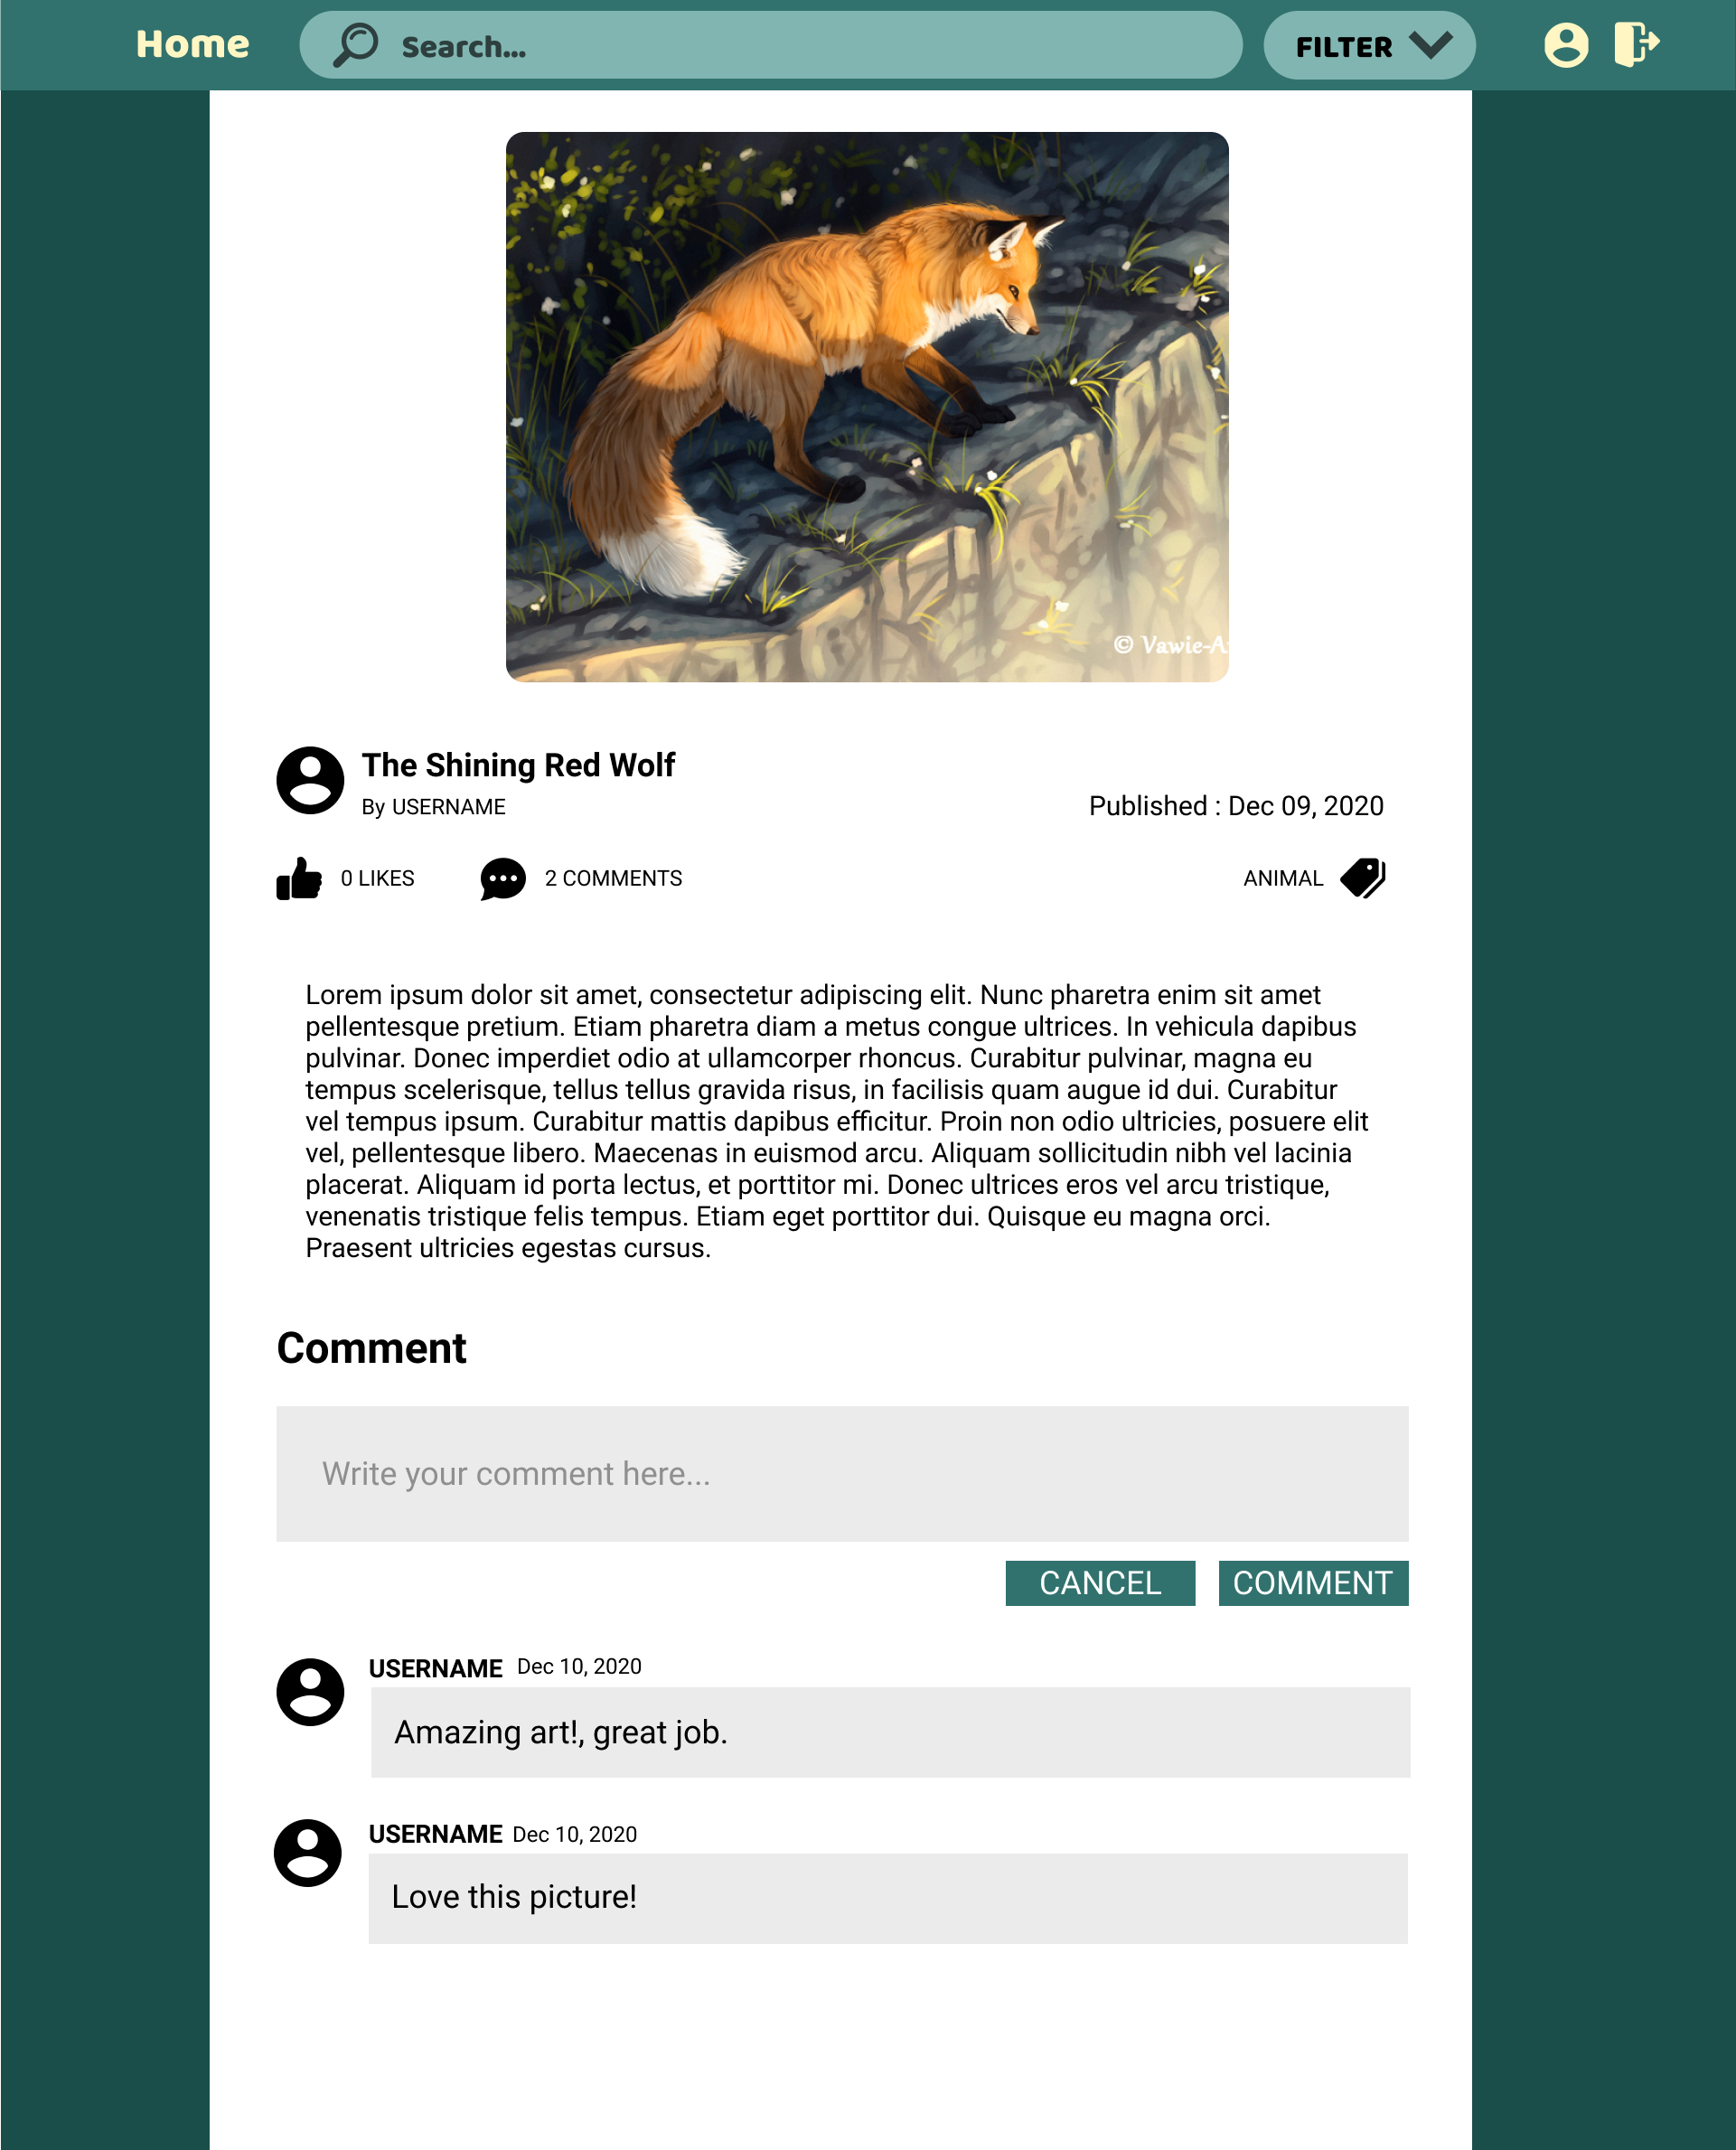 Home
Search...
FILTER
© Vawie-A
The Shining Red Wolf
By USERNAME
Published : Dec 09, 2020
0 LIKES
2 COMMENTS
ANIMAL
Lorem ipsum dolor sit amet, consectetur adipiscing elit. Nunc pharetra enim sit amet
pellentesque pretium. Etiam pharetra diam a metus congue ultrices. In vehicula dapibus
pulvinar. Donec imperdiet odio at ullamcorper rhoncus. Curabitur pulvinar, magna eu
tempus scelerisque, tellus tellus gravida risus, in facilisis quam augue id dui. Curabitur
vel tempus ipsum. Curabitur mattis dapibus efficitur. Proin non odio ultricies, posuere elit
vel, pellentesque libero. Maecenas in euismod arcu. Aliquam sollicitudin nibh vel lacinia
placerat. Aliquam id porta lectus, et porttitor mi. Donec ultrices eros vel arcu tristique,
venenatis tristique felis tempus. Etiam eget porttitor dui. Quisque eu magna orci.
Praesent ultricies egestas cursus.
Comment
Write your comment here...
CANCEL
COMMENT
USERNAME Dec 10, 2020
Amazing art!, great job.
USERNAME Dec 10, 2020
Love this picture!